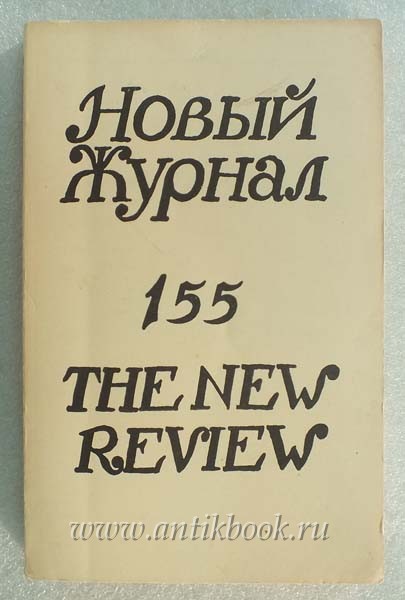 Новый
Журнал
155
THE NEW
REVIEW
www.antikbook.ru